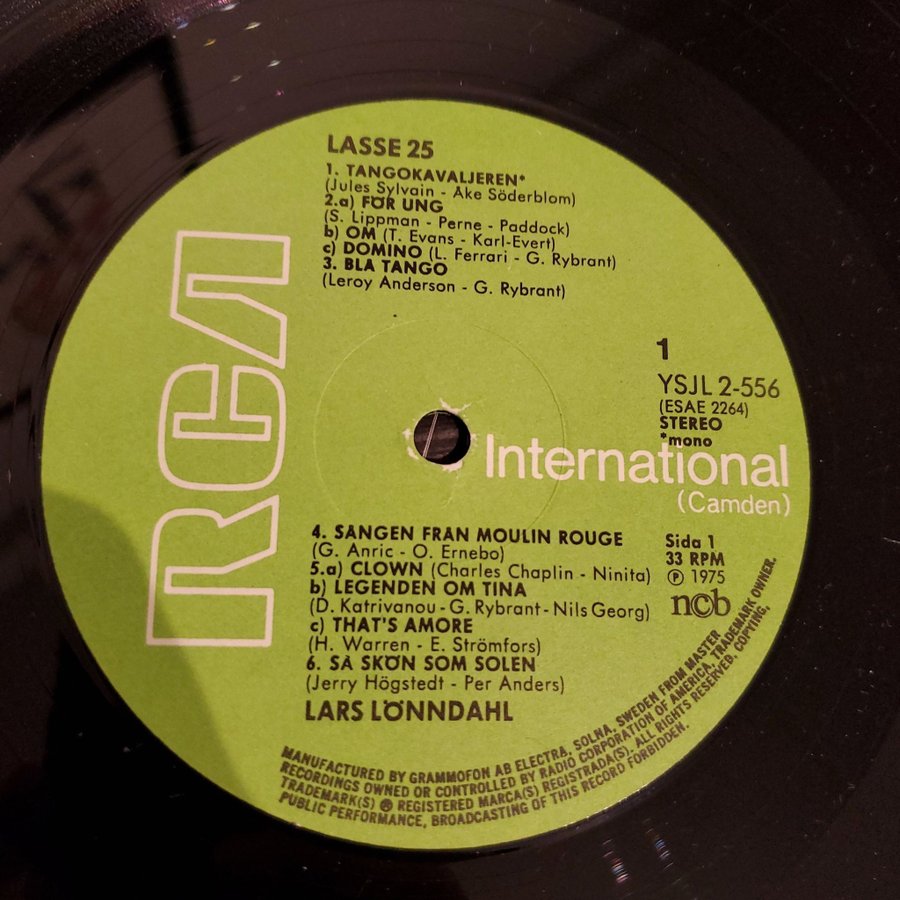 LASSE 25
1. TANGOKAVALJEREN*
(Jules Sylvain - Åke Söderblom)
2.a) FÖR UNG
(S. Lippman - Perne - Paddock)
b) OM (T. Evans - Karl-Evert)
c) DOMINO (L. Ferrari - G. Rybrant)
3. BLA TANGO
(Leroy Anderson - G. Rybrant)
RCA
1
YSJL 2-556
(ESAE 2264)
STEREO
*mono
International
(Camden)
4. SANGEN FRAN MOULIN ROUGE
(G. Anric - O. Ernebo)
5.a) CLOWN (Charles Chaplin - Ninita)
b) LEGENDEN OM TINA
(D. Katrivanou - G. Rybrant - Nils Georg)
c) THAT'S AMORE
(H. Warren - E. Strömfors)
6. SÅ SKÖN SOM SOLEN
(Jerry Högstedt - Per Anders)
LARS LÖNNDAHL
Sida 1
33 RPM
℗ 1975
ncb
MANUFACTURED BY GRAMMOFON AB ELECTRA, SOLNA, SWEDEN FROM MASTER
RECORDINGS OWNED OR CONTROLLED BY RADIO CORPORATION OF AMERICA, TRADEMARK OWNER.
TRADEMARK(S) ® REGISTERED MARCA(S) REGISTRADA(S). ALL RIGHTS RESERVED, COPYING,
PUBLIC PERFORMANCE, BROADCASTING OF THIS RECORD FORBIDDEN.